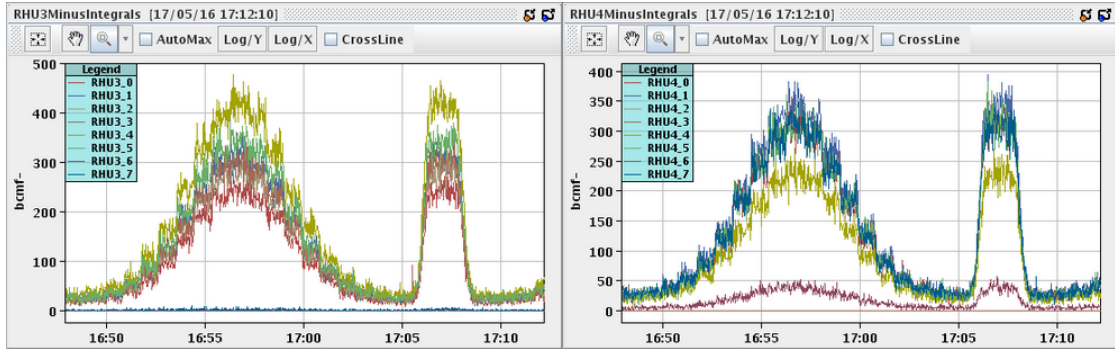 RHU3MinusIntegrals [17/05/16 17:12:10]
AutoMax Log/Y Log/X CrossLine
500
400
300
200
100
0
bcmf-
Legend
RHU3_0
RHU3_1
RHU3_2
RHU3_3
RHU3_4
RHU3_5
RHU3_6
RHU3_7
16:50 16:55 17:00 17:05 17:10
RHU4MinusIntegrals [17/05/16 17:12:10]
AutoMax Log/Y Log/X CrossLine
400
350
300
250
200
150
100
50
0
bcmf-
Legend
RHU4_0
RHU4_1
RHU4_2
RHU4_3
RHU4_4
RHU4_5
RHU4_6
RHU4_7
16:50 16:55 17:00 17:05 17:10